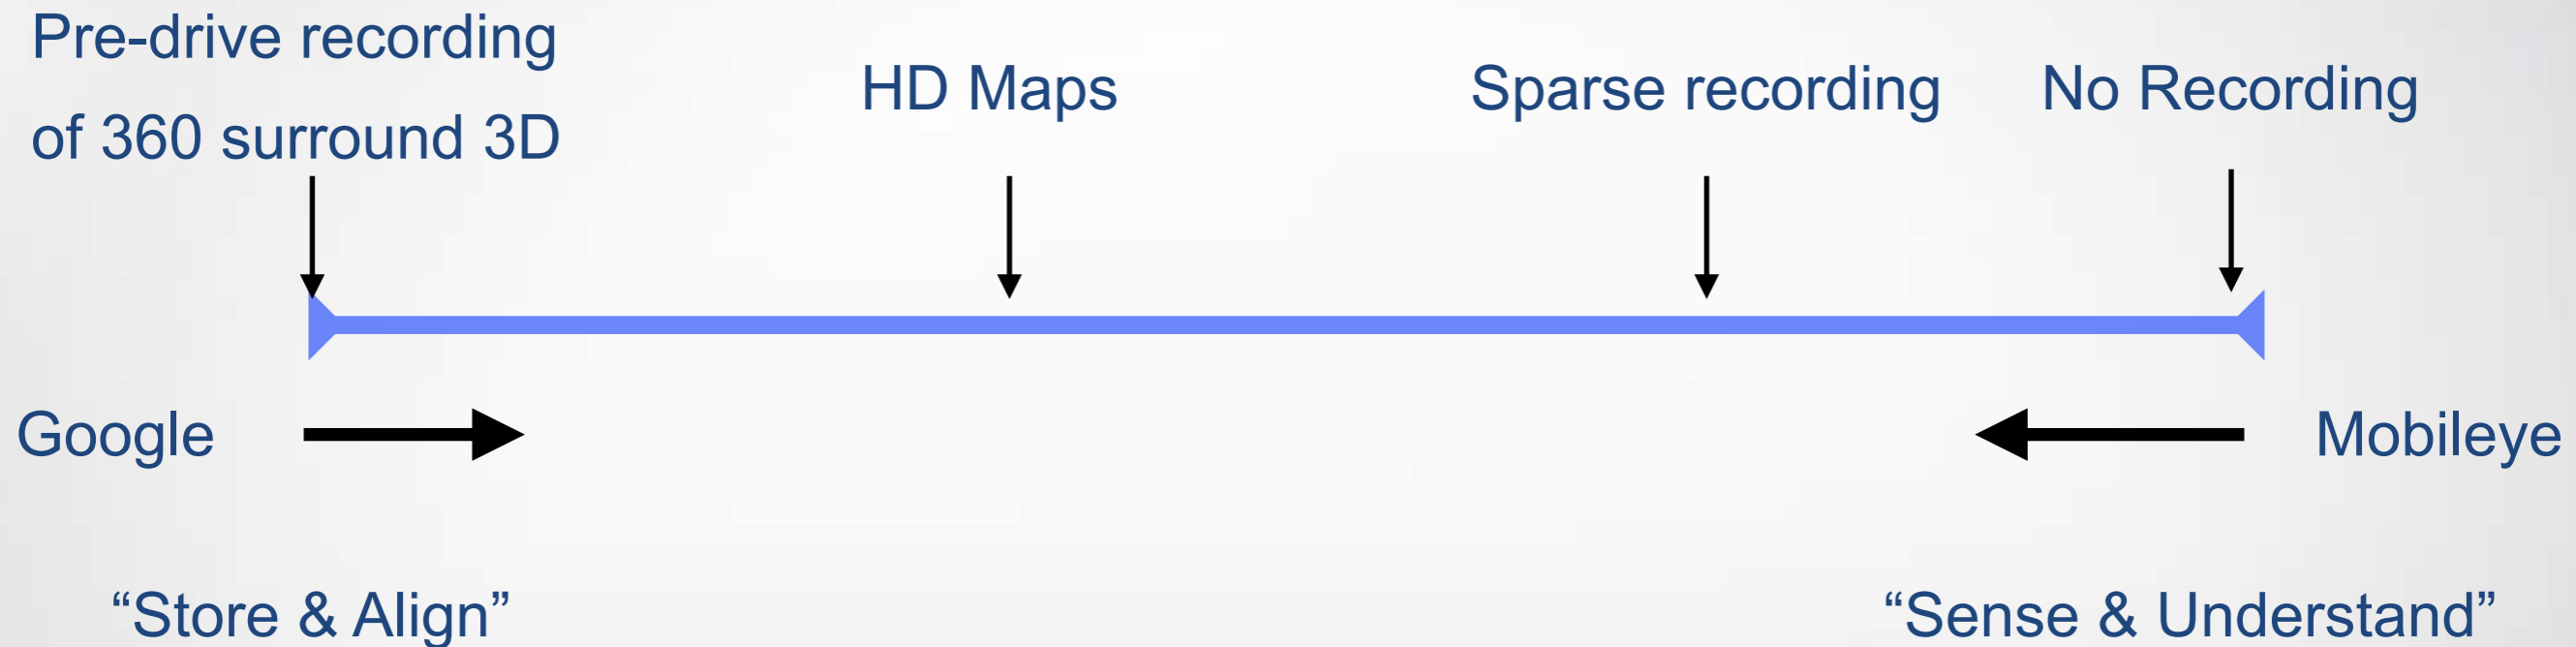 Pre-drive recording
of 360 surround 3D
HD Maps
Sparse recording
No Recording
Google
Mobileye
“Store & Align”
“Sense & Understand”